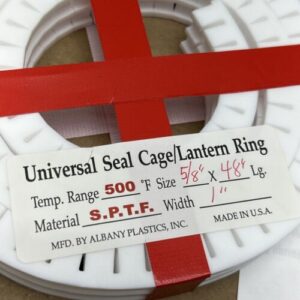 Universal Seal Cage/Lantern Ring
Temp. Range 500 °F Size 5/8" X 48" Lg.
Material S.P.T.F. Width 1"
MFD. BY ALBANY PLASTICS, INC. MADE IN U.S.A.